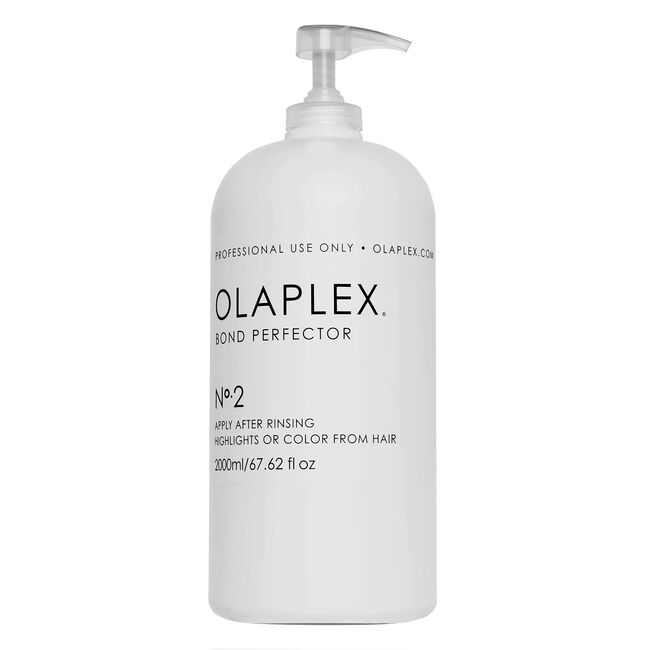 PROFESSIONAL USE ONLY • OLAPLEX.COM
OLAPLEX®
BOND PERFECTOR
Nº.2
APPLY AFTER RINSING
HIGHLIGHTS OR COLOR FROM HAIR
2000ml/67.62 fl oz